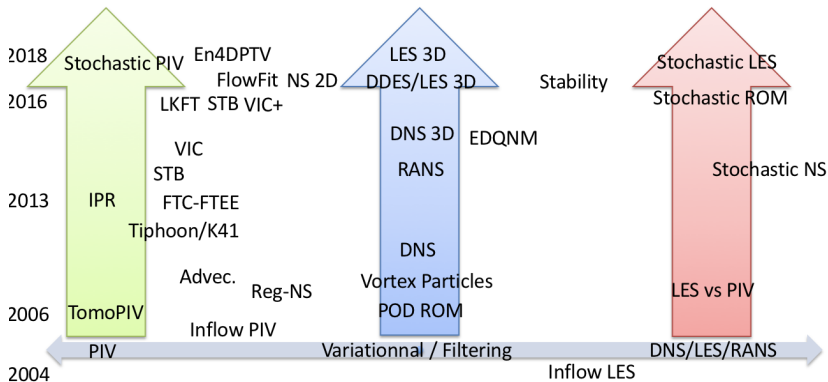 2018
Stochastic PIV
En4DPTV
LES 3D
Stochastic LES
FlowFit NS 2D
DDES/LES 3D
Stability
2016
LKFT STB VIC+
Stochastic ROM
DNS 3D
EDQNM
VIC
STB
RANS
Stochastic NS
2013
IPR
FTC-FTEE
Tiphoon/K41
DNS
Advec.
Reg-NS
Vortex Particles
LES vs PIV
2006
TomoPIV
POD ROM
Inflow PIV
PIV
Variationnal / Filtering
DNS/LES/RANS
2004
Inflow LES